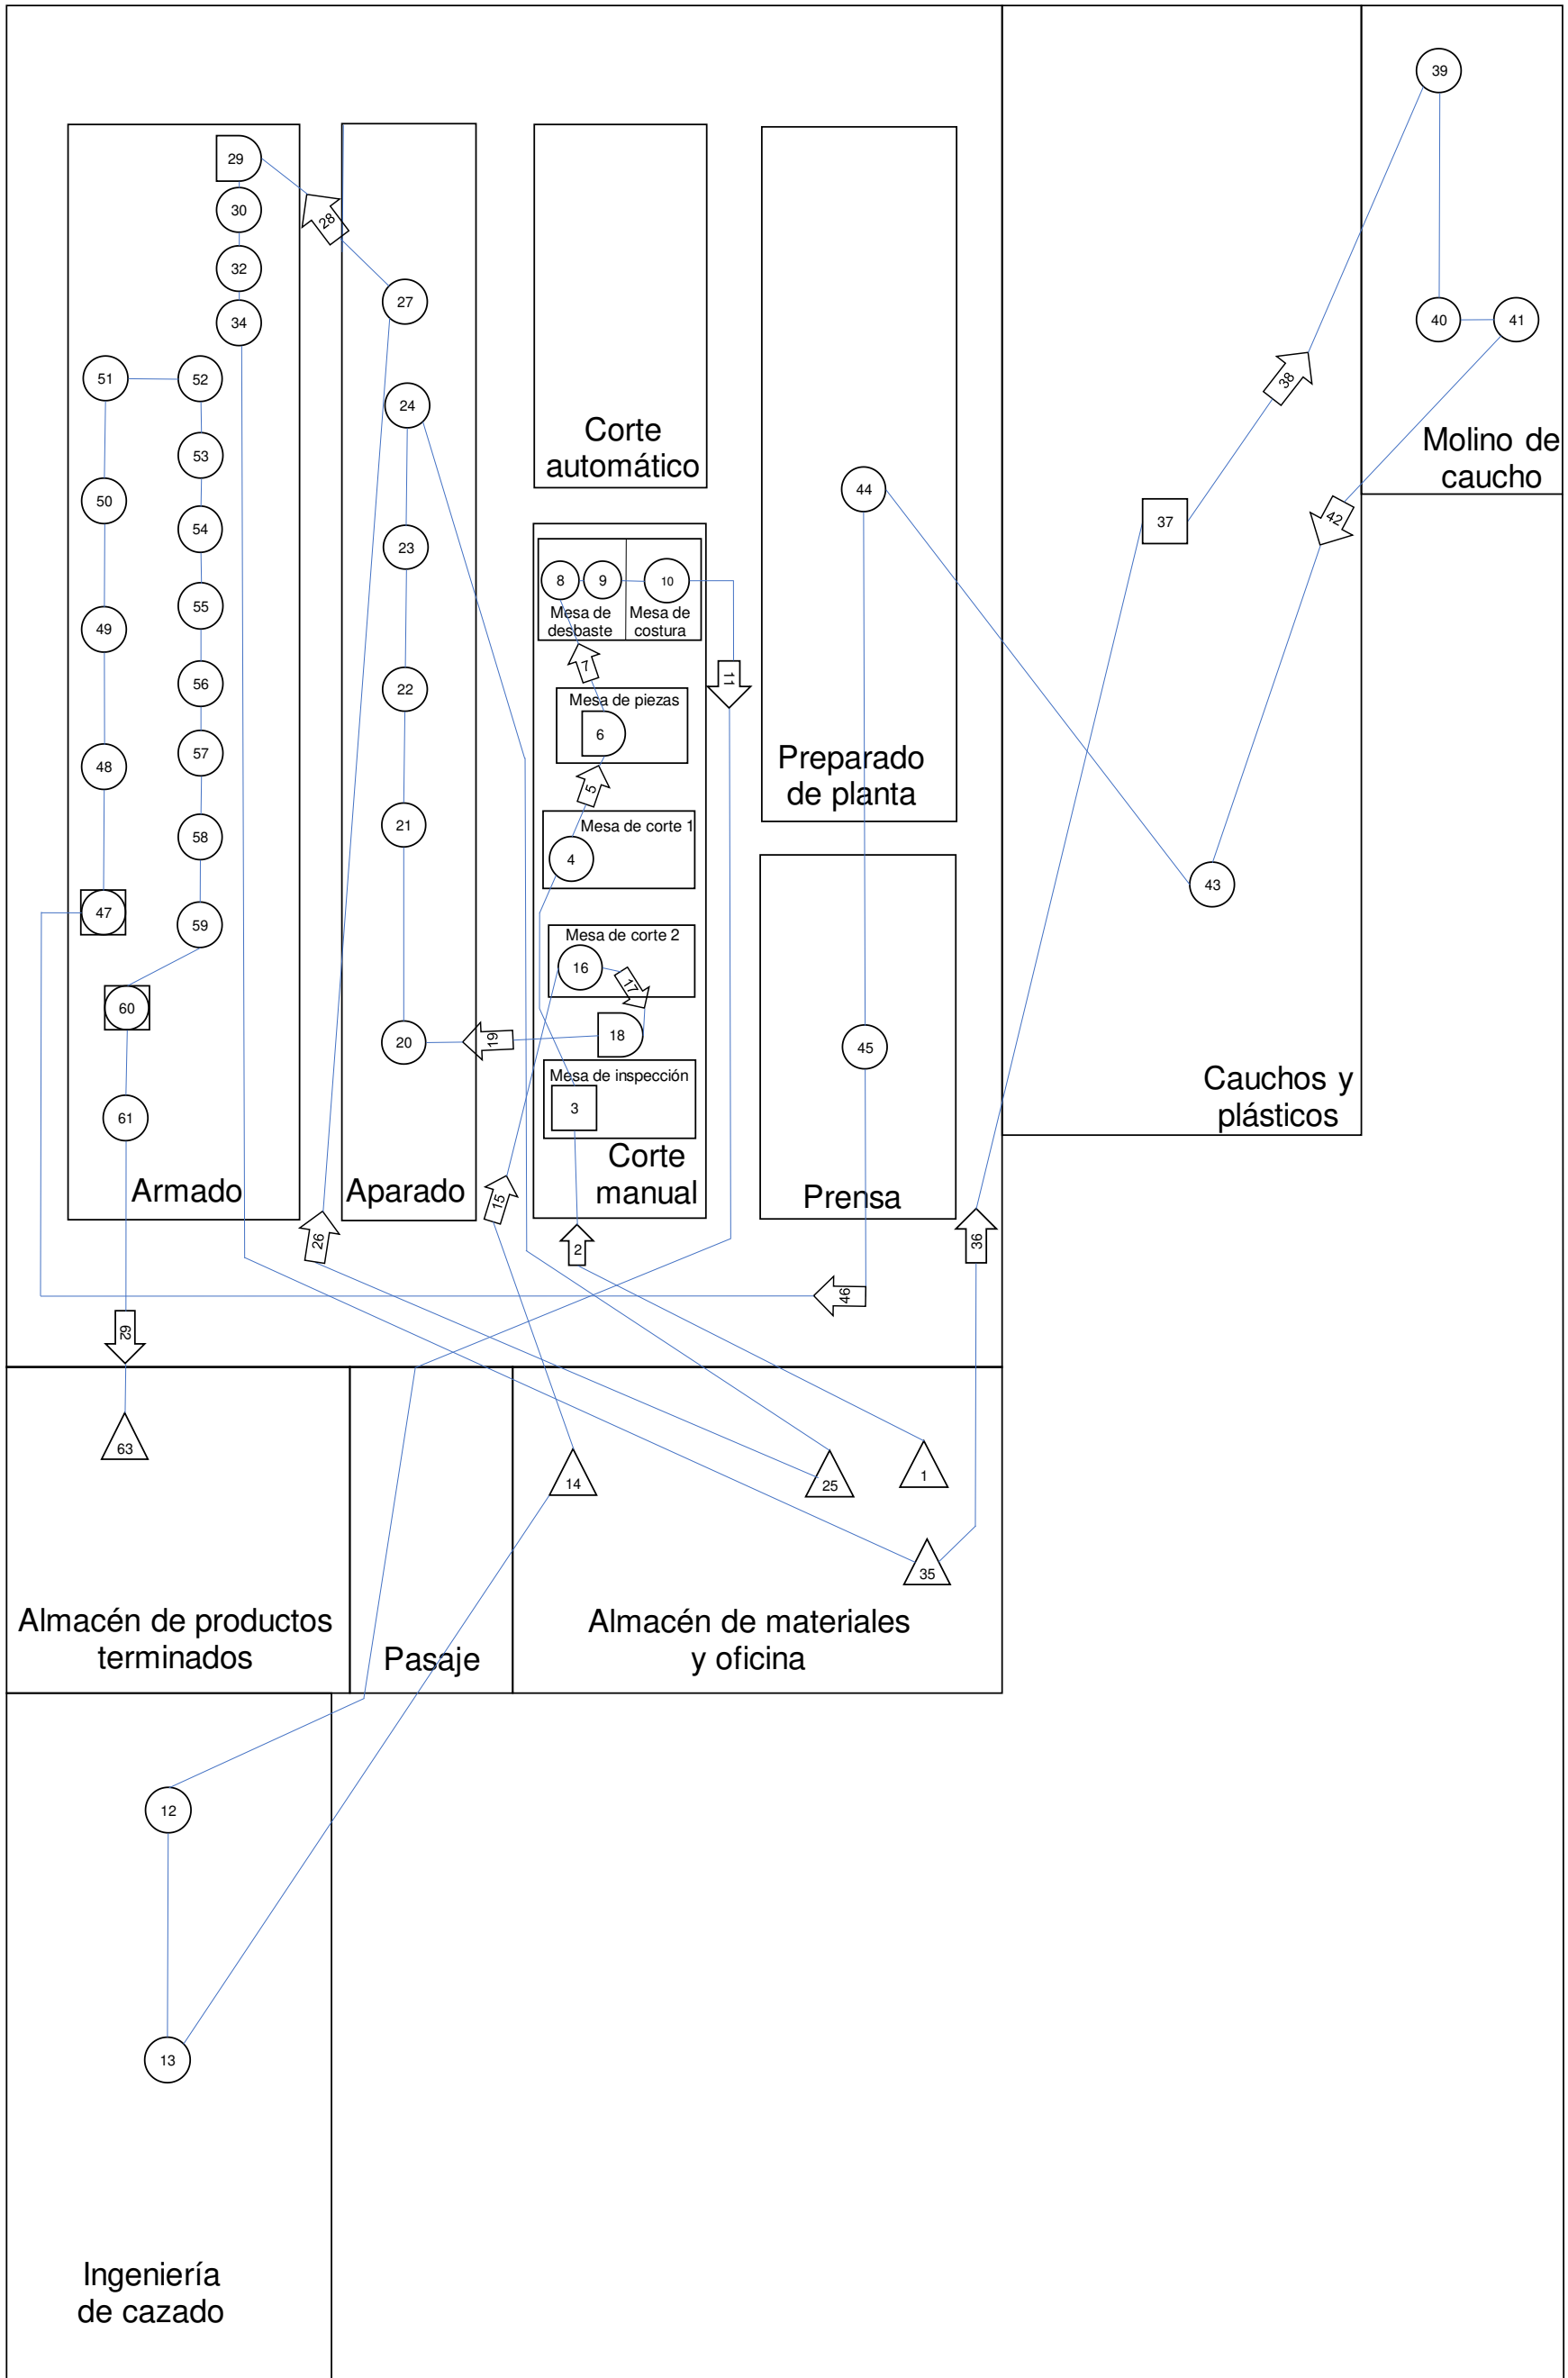 39
29
30
28
32
27
34
40
41
51
52
38
24
Corte
automático
Molino de
caucho
53
50
44
37
42
54
23
8
9
10
Mesa de
desbaste
Mesa de
costura
55
49
7
11
56
22
Mesa de piezas
6
57
48
Preparado
de planta
5
21
Mesa de corte 1
58
4
43
47
59
Mesa de corte 2
16
17
60
18
19
20
45
Mesa de inspección
3
Cauchos y
plásticos
61
Corte
manual
Armado
Aparado
Prensa
15
26
2
36
46
62
63
14
25
1
35
Almacén de productos
terminados
Pasaje
Almacén de materiales
y oficina
12
13
Ingeniería
de cazado